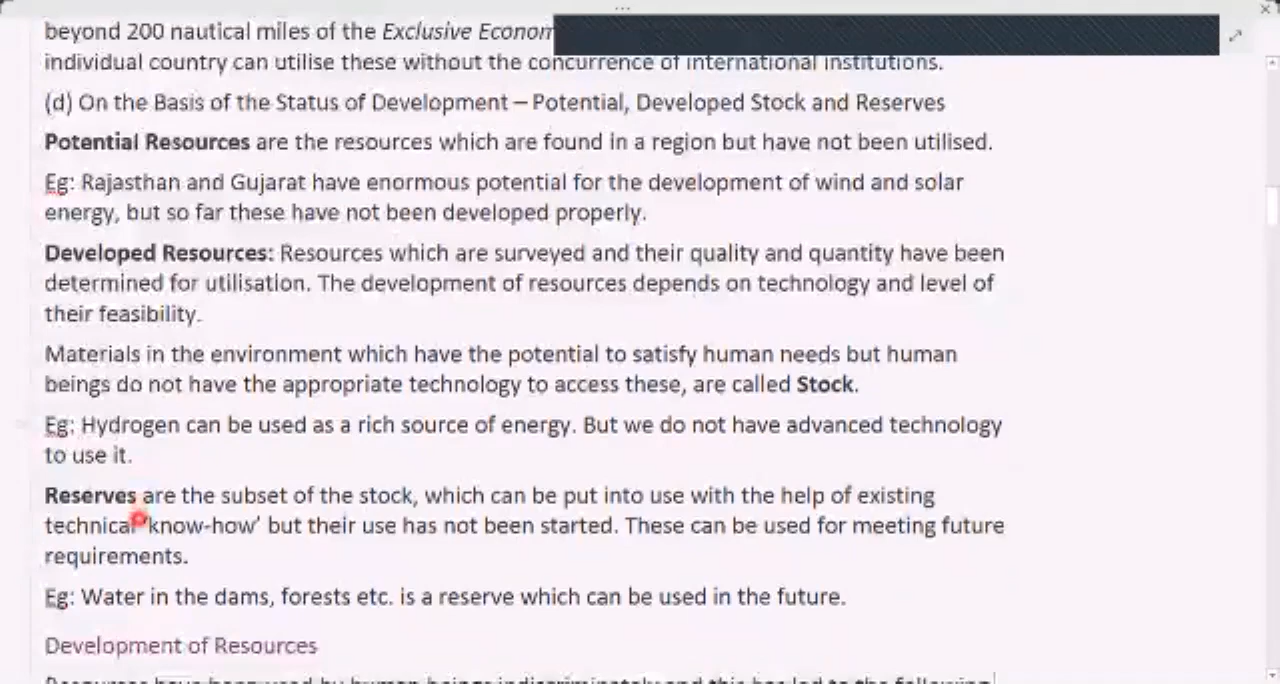 beyond 200 nautical miles of the Exclusive Econom
individual country can utilise these without the concurrence of international institutions.
(d) On the Basis of the Status of Development – Potential, Developed Stock and Reserves
Potential Resources are the resources which are found in a region but have not been utilised.
Eg: Rajasthan and Gujarat have enormous potential for the development of wind and solar
energy, but so far these have not been developed properly.
Developed Resources: Resources which are surveyed and their quality and quantity have been
determined for utilisation. The development of resources depends on technology and level of
their feasibility.
Materials in the environment which have the potential to satisfy human needs but human
beings do not have the appropriate technology to access these, are called Stock.
Eg: Hydrogen can be used as a rich source of energy. But we do not have advanced technology
to use it.
Reserves are the subset of the stock, which can be put into use with the help of existing
technical ‘know-how’ but their use has not been started. These can be used for meeting future
requirements.
Eg: Water in the dams, forests etc. is a reserve which can be used in the future.
Development of Resources